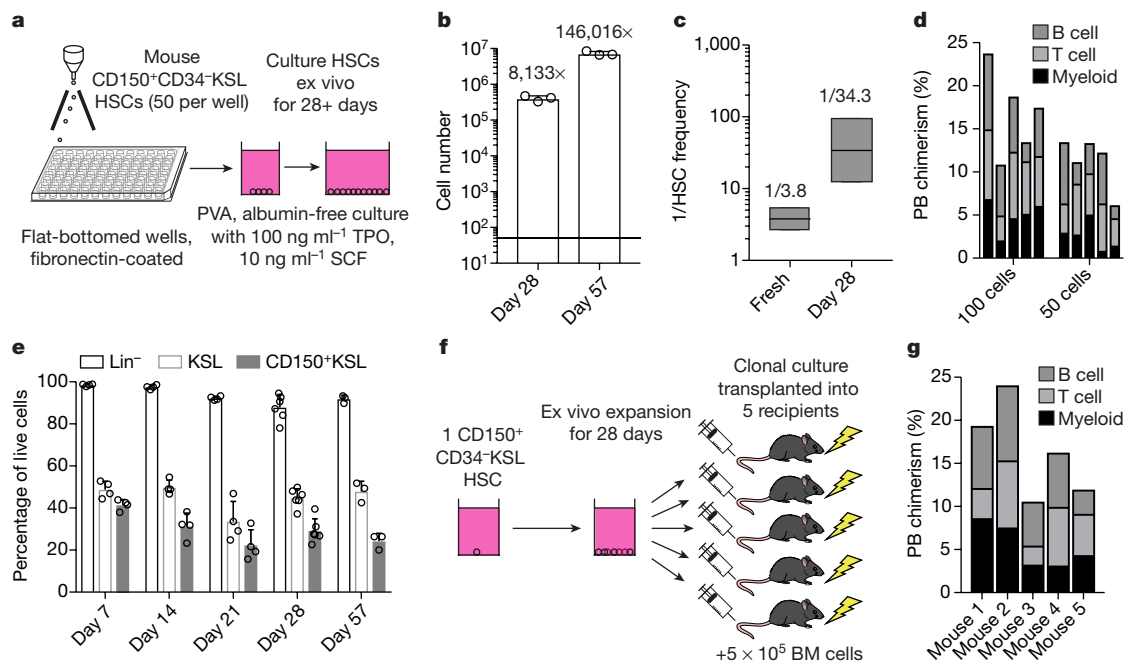 a
Mouse
CD150⁺CD34⁻KSL
HSCs (50 per well)
Culture HSCs
ex vivo
for 28+ days
Flat-bottomed wells,
fibronectin-coated
PVA, albumin-free culture
with 100 ng ml⁻¹ TPO,
10 ng ml⁻¹ SCF
b
Cell number
10⁷
10⁶
10⁵
10⁴
10³
10²
10¹
8,133×
146,016×
Day 28
Day 57
c
1/HSC frequency
1,000
100
10
1
1/3.8
1/34.3
Fresh
Day 28
d
PB chimerism (%)
25
20
15
10
5
0
B cell
T cell
Myeloid
100 cells
50 cells
e
Lin⁻
KSL
CD150⁺KSL
Percentage of live cells
100
80
60
40
20
0
Day 7
Day 14
Day 21
Day 28
Day 57
f
1 CD150⁺
CD34⁻KSL
HSC
Ex vivo expansion
for 28 days
Clonal culture
transplanted into
5 recipients
+5 × 10⁵ BM cells
g
PB chimerism (%)
25
20
15
10
5
0
B cell
T cell
Myeloid
Mouse 1
Mouse 2
Mouse 3
Mouse 4
Mouse 5